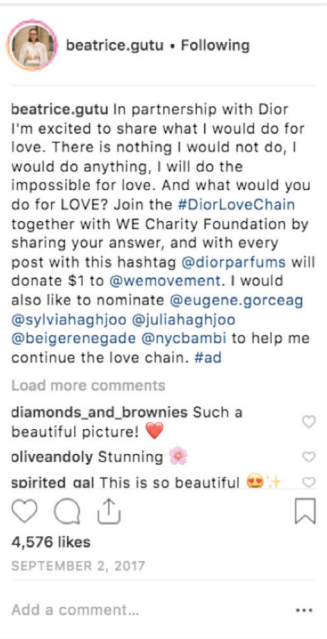 beatrice.gutu • Following
beatrice.gutu In partnership with Dior
I'm excited to share what I would do for
love. There is nothing I would not do, I
would do anything, I will do the
impossible for love. And what would you
do for LOVE? Join the #DiorLoveChain
together with WE Charity Foundation by
sharing your answer, and with every
post with this hashtag @diorparfums will
donate $1 to @wemovement. I would
also like to nominate @eugene.gorceag
@sylviahaghjoo @juliahaghjoo
@beigerenegade @nycbambi to help me
continue the love chain. #ad
Load more comments
diamonds_and_brownies Such a
beautiful picture! ❤️
oliveandoly Stunning 🌸
spirited_gal This is so beautiful 😍✨
4,576 likes
SEPTEMBER 2, 2017
Add a comment...